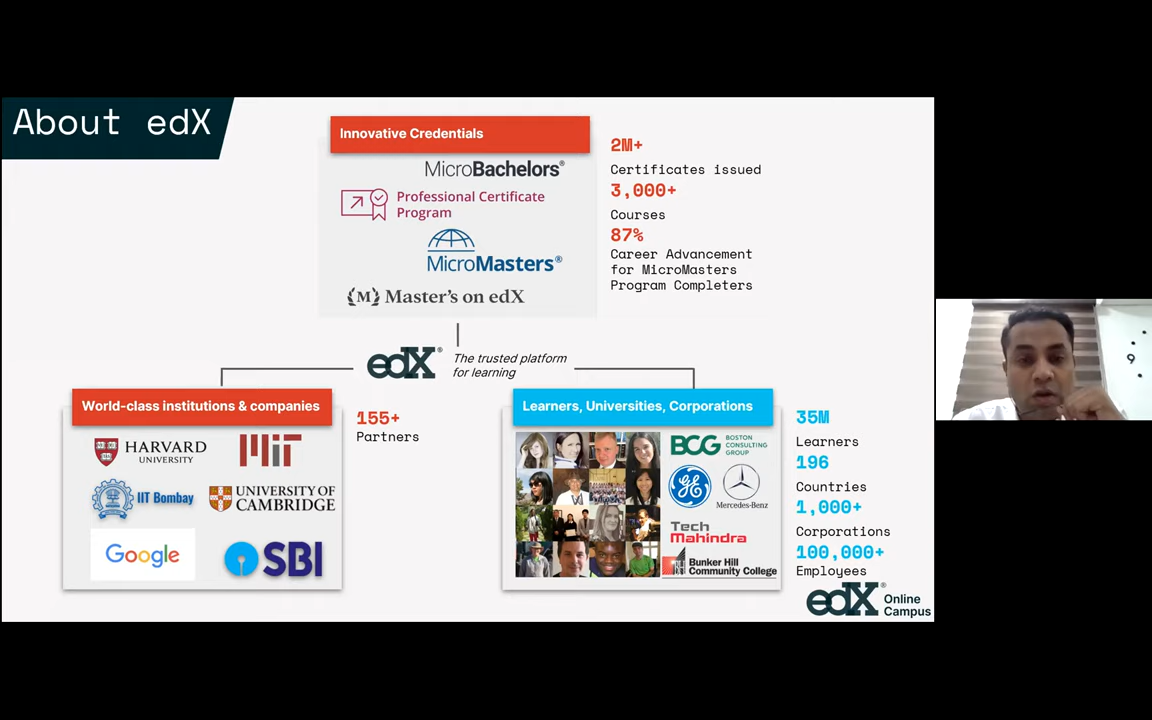 About edX
Innovative Credentials
MicroBachelors®
Professional Certificate
Program
MicroMasters®
M Master's on edX
2M+
Certificates issued
3,000+
Courses
87%
Career Advancement
for MicroMasters
Program Completers
edX®
The trusted platform
for learning
World-class institutions & companies
HARVARD
UNIVERSITY
MIT
IIT Bombay
UNIVERSITY OF
CAMBRIDGE
Google
SBI
155+
Partners
Learners, Universities, Corporations
BCG
BOSTON
CONSULTING
GROUP
GE
Mercedes-Benz
Tech
Mahindra
Bunker Hill
Community College
35M
Learners
196
Countries
1,000+
Corporations
100,000+
Employees
edX®
Online
Campus